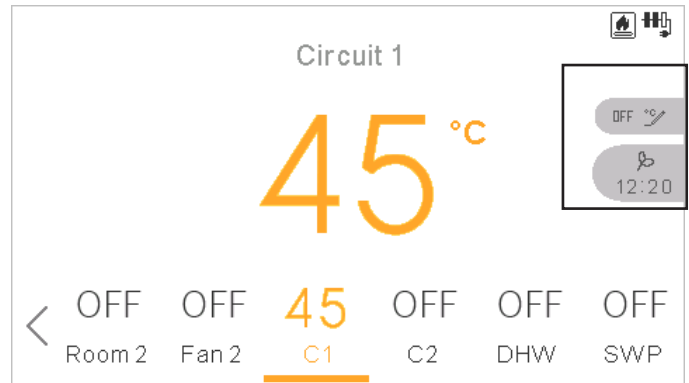 Circuit 1
45 °C
OFF °C
12:20
OFF OFF 45 OFF OFF OFF
Room 2 Fan 2 C1 C2 DHW SWP